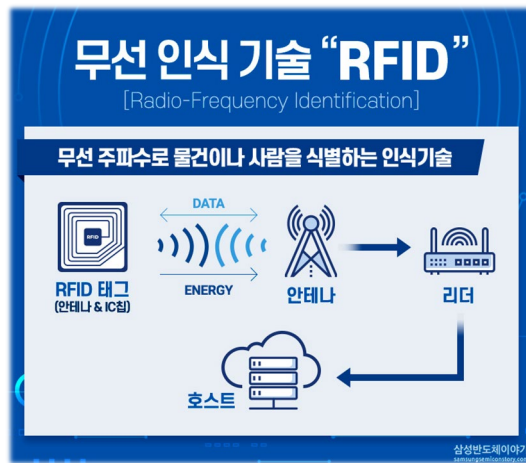 무선 인식 기술 “RFID”
[Radio-Frequency Identification]
무선 주파수로 물건이나 사람을 식별하는 인식기술
DATA
RFID
ENERGY
RFID 태그
(안테나 & IC칩)
안테나
리더
호스트
삼성반도체이야기
samsungsemiconstory.com